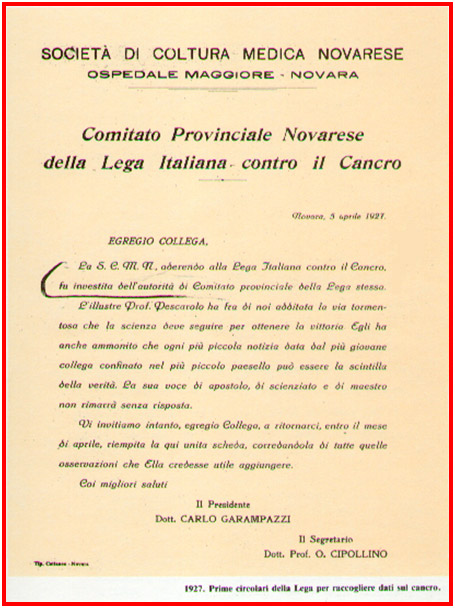 SOCIETÀ DI COLTURA MEDICA NOVARESE
OSPEDALE MAGGIORE - NOVARA
Comitato Provinciale Novarese
della Lega Italiana contro il Cancro
Novara, 5 aprile 1927.
EGREGIO COLLEGA,
La S. C. M. N., aderendo alla Lega Italiana contro il Cancro,
fu investita dell'autorità di Comitato provinciale della Lega stessa.
L'illustre Prof. Pescarolo ha fra di noi additata la via tormen-
tosa che la scienza deve seguire per ottenere la vittoria. Egli ha
anche ammonito che ogni più piccola notizia data dal più giovane
collega confinato nel più piccolo paesello può essere la scintilla
della verità. La sua voce di apostolo, di scienziato e di maestro
non rimarrà senza risposta.
Vi invitiamo intanto, egregio Collega, a ritornarci, entro il mese
di aprile, riempita la qui unita scheda, corredandola di tutte quelle
osservazioni che Ella credesse utile aggiungere.
Coi migliori saluti
Il Presidente
Dott. CARLO GARAMPAZZI
Il Segretario
Dott. Prof. O. CIPOLLINO
Tip. Cattaneo - Novara
1927. Prime circolari della Lega per raccogliere dati sul cancro.